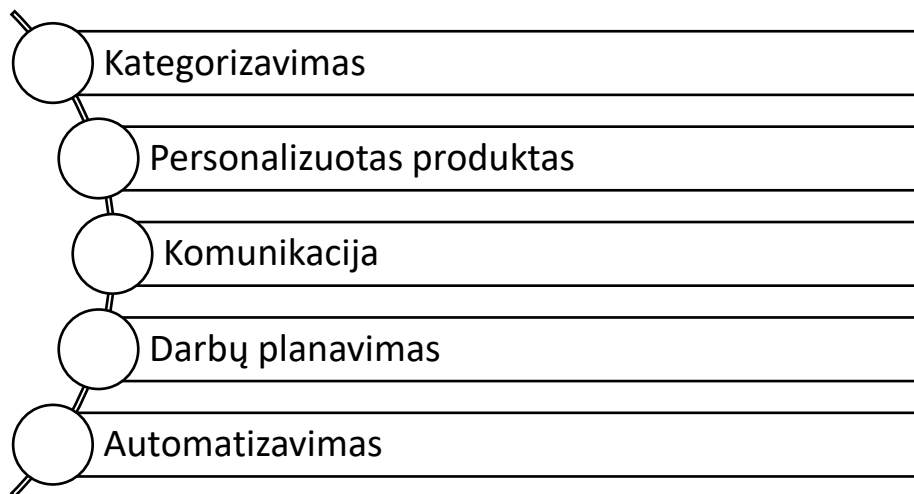 Kategorizavimas
Personalizuotas produktas
Komunikacija
Darbų planavimas
Automatizavimas